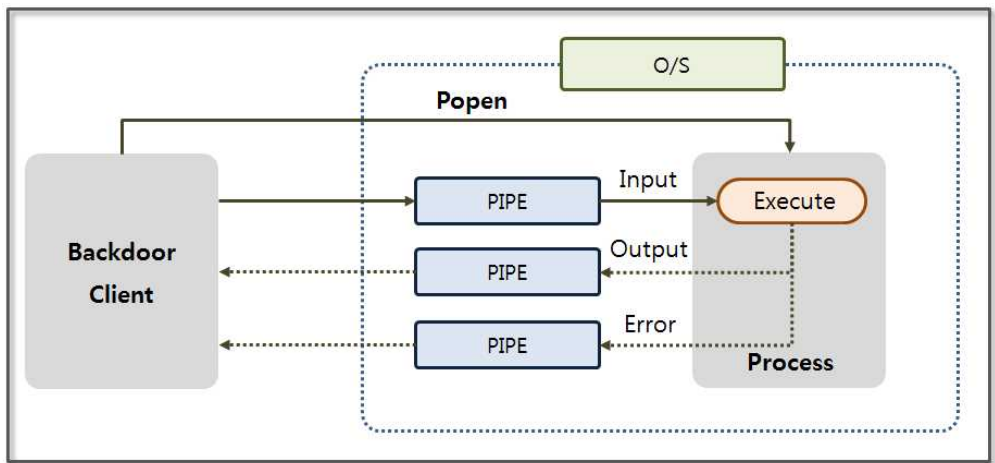 O/S
Popen
Backdoor
Client
PIPE
Input
Execute
PIPE
Output
PIPE
Error
Process